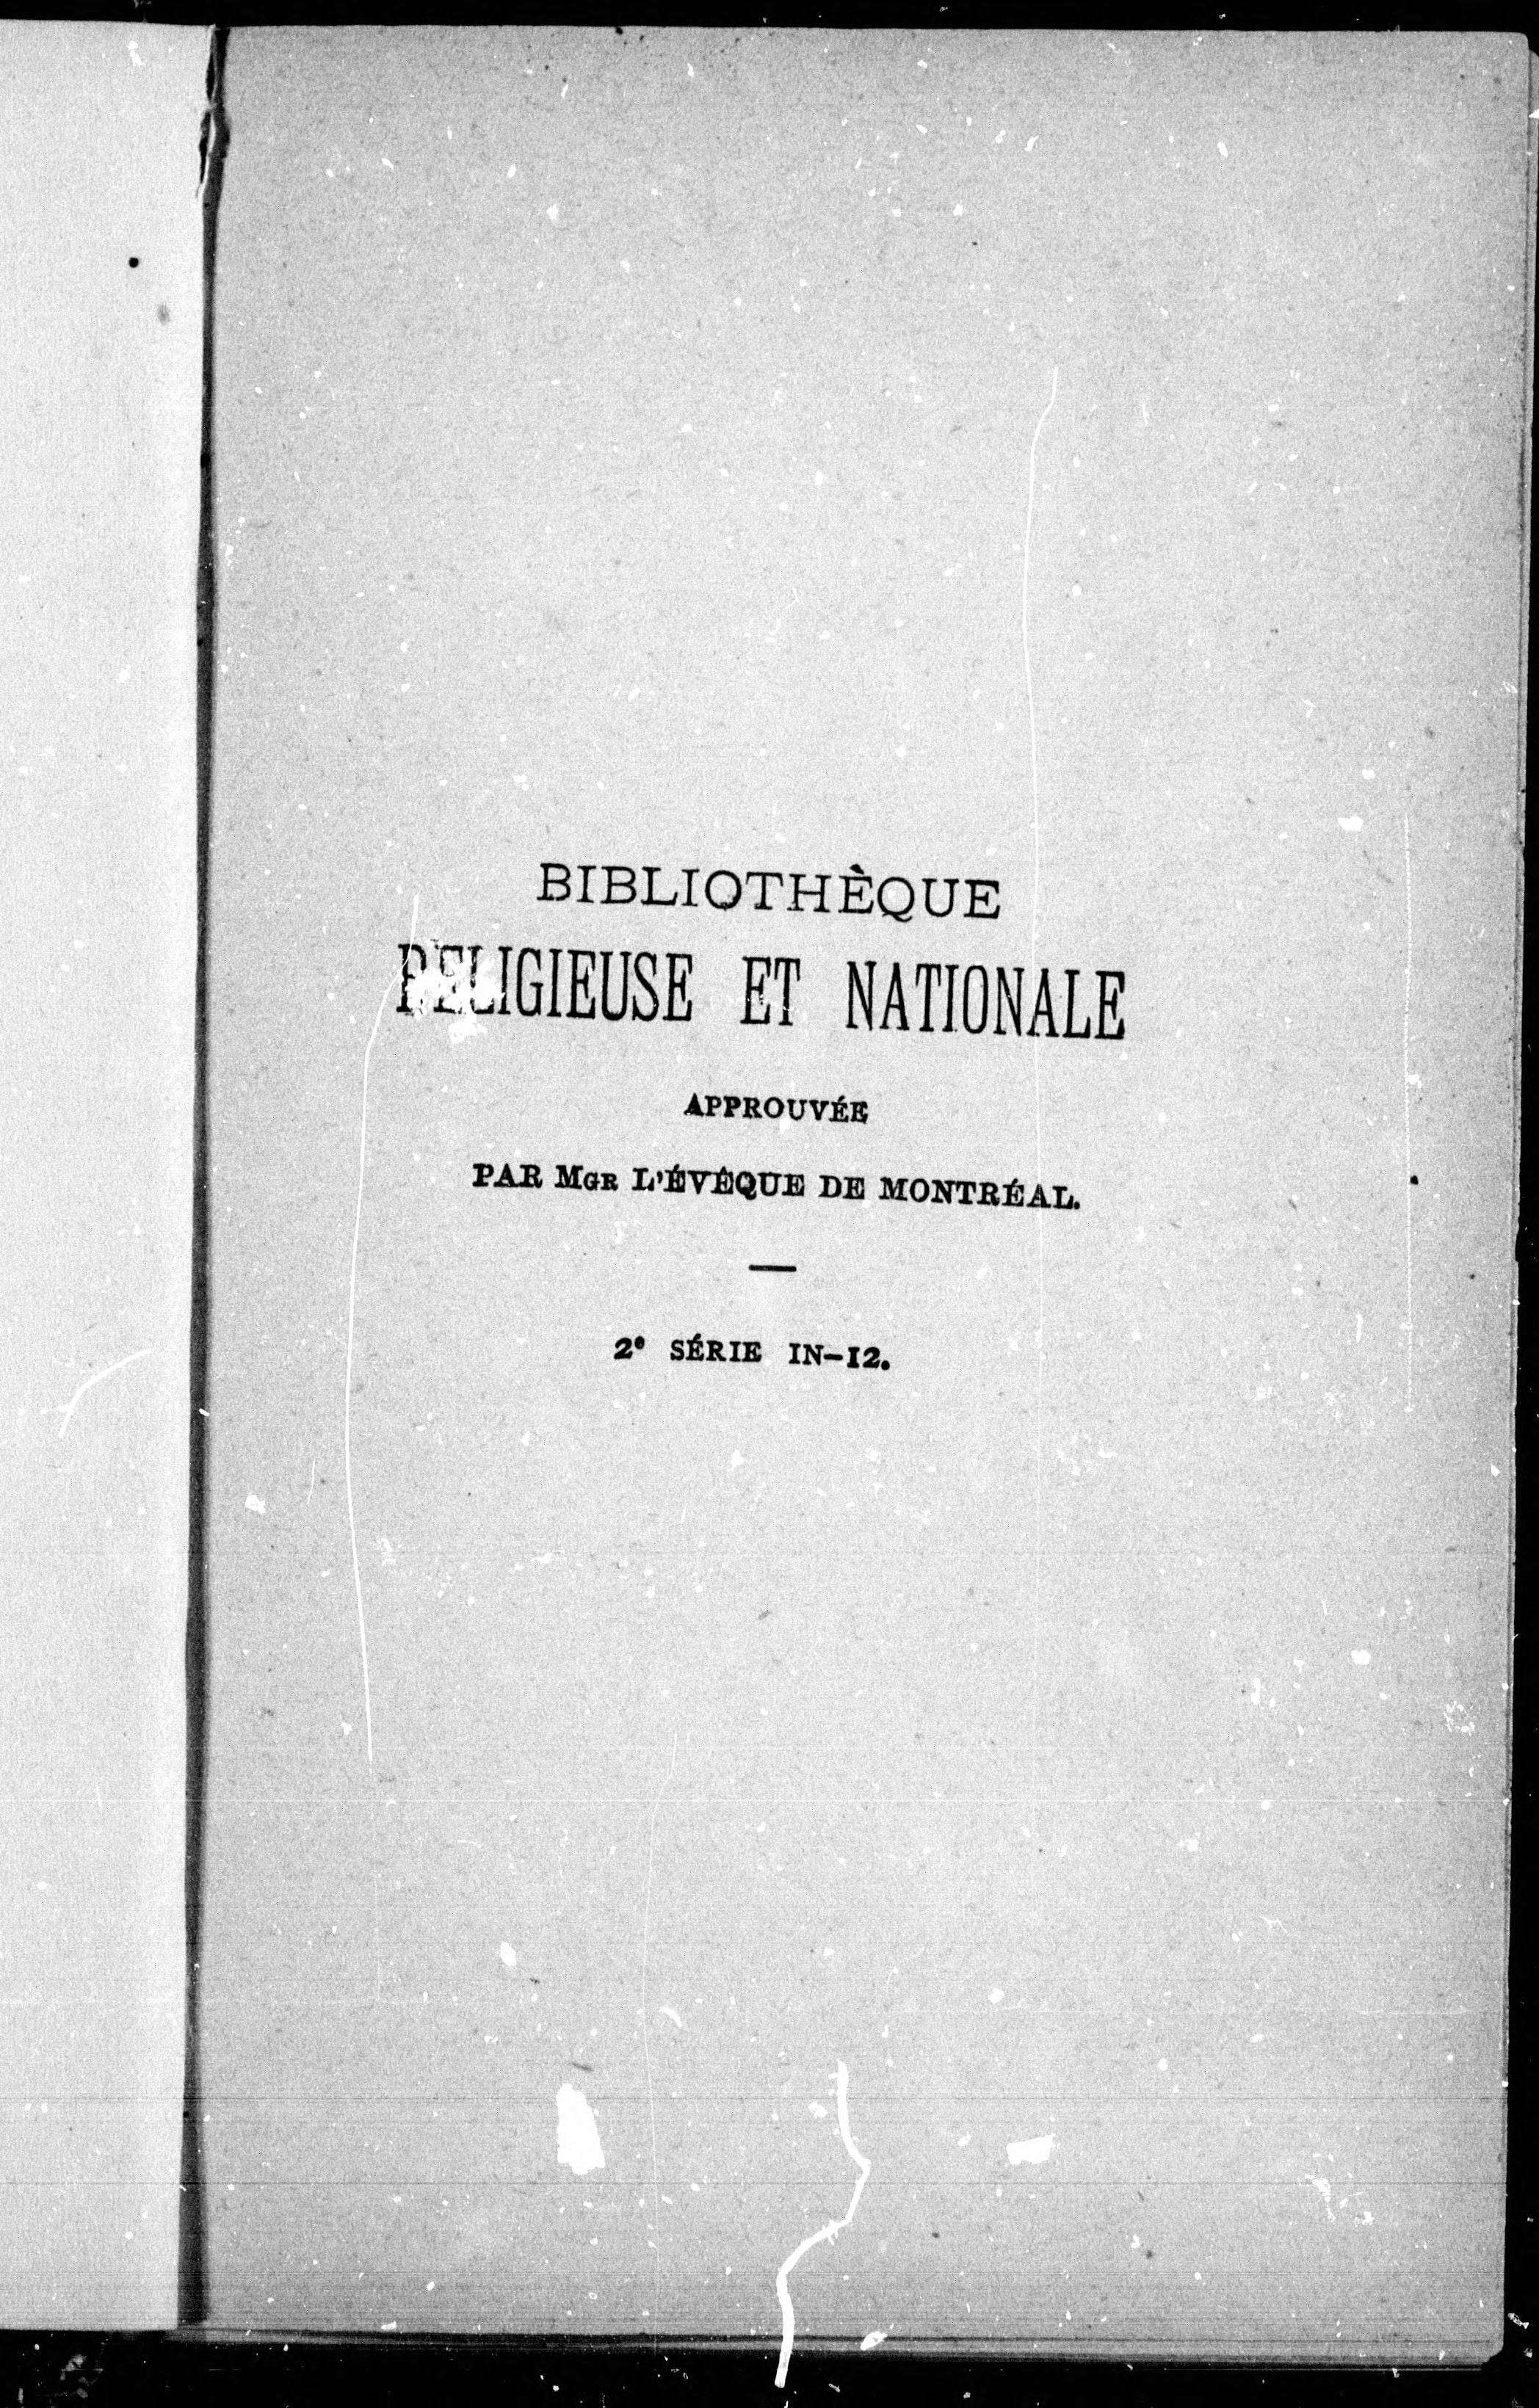 BIBLIOTHÈQUE
RELIGIEUSE ET NATIONALE
APPROUVÉE
PAR MGR L'ÉVÊQUE DE MONTRÉAL.
2e SÉRIE IN-12.